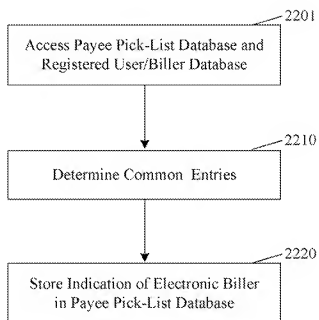 2201
Access Payee Pick-List Database and
Registered User/Biller Database
2210
Determine Common Entries
2220
Store Indication of Electronic Biller
in Payee Pick-List Database